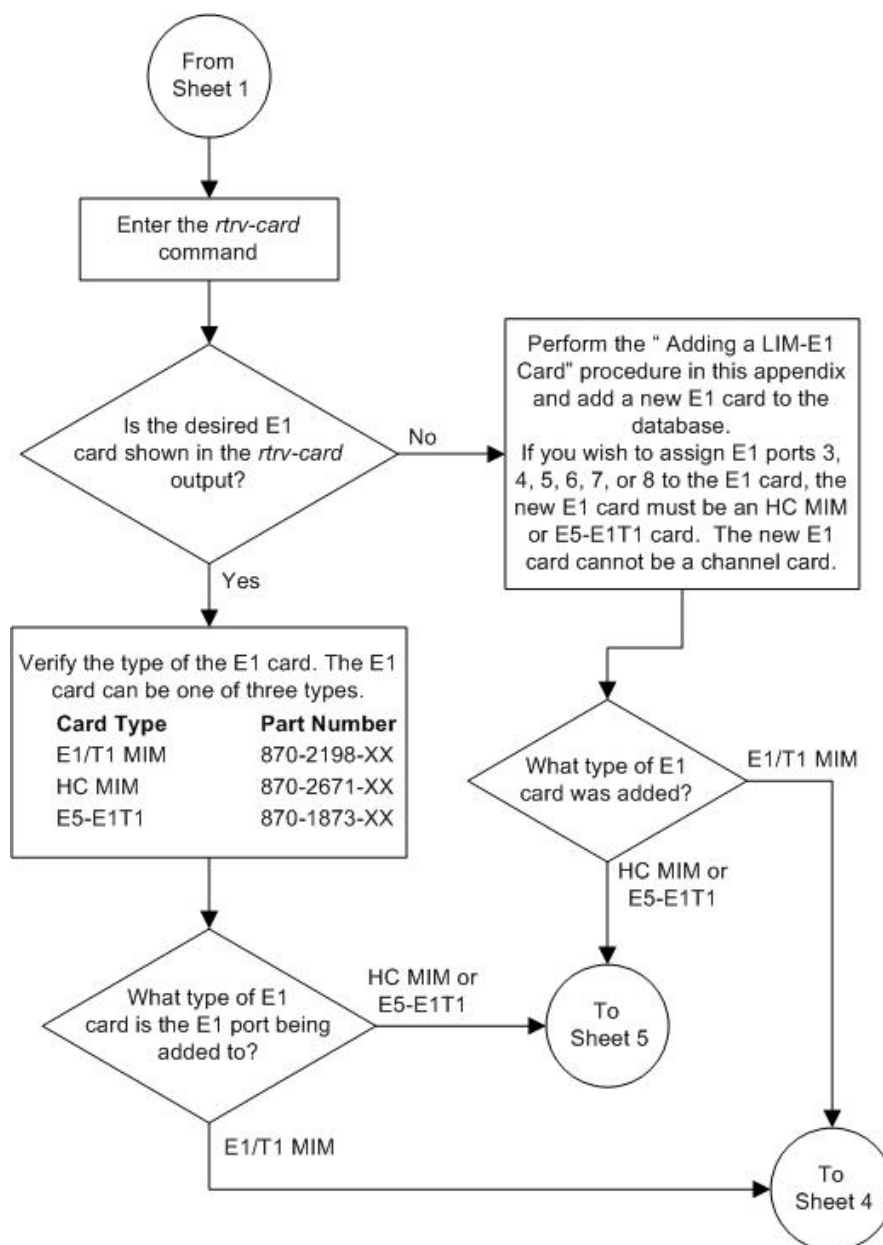 From
Sheet 1
Enter the rtrv-card
command
Is the desired E1
card shown in the rtrv-card
output?
No
Yes
Perform the “ Adding a LIM-E1
Card” procedure in this appendix
and add a new E1 card to the
database.
If you wish to assign E1 ports 3,
4, 5, 6, 7, or 8 to the E1 card, the
new E1 card must be an HC MIM
or E5-E1T1 card. The new E1
card cannot be a channel card.
Verify the type of the E1 card. The E1
card can be one of three types.
Card Type Part Number
E1/T1 MIM 870-2198-XX
HC MIM 870-2671-XX
E5-E1T1 870-1873-XX
What type of E1
card was added?
E1/T1 MIM
HC MIM or
E5-E1T1
What type of E1
card is the E1 port being
added to?
HC MIM or
E5-E1T1
E1/T1 MIM
To
Sheet 5
To
Sheet 4